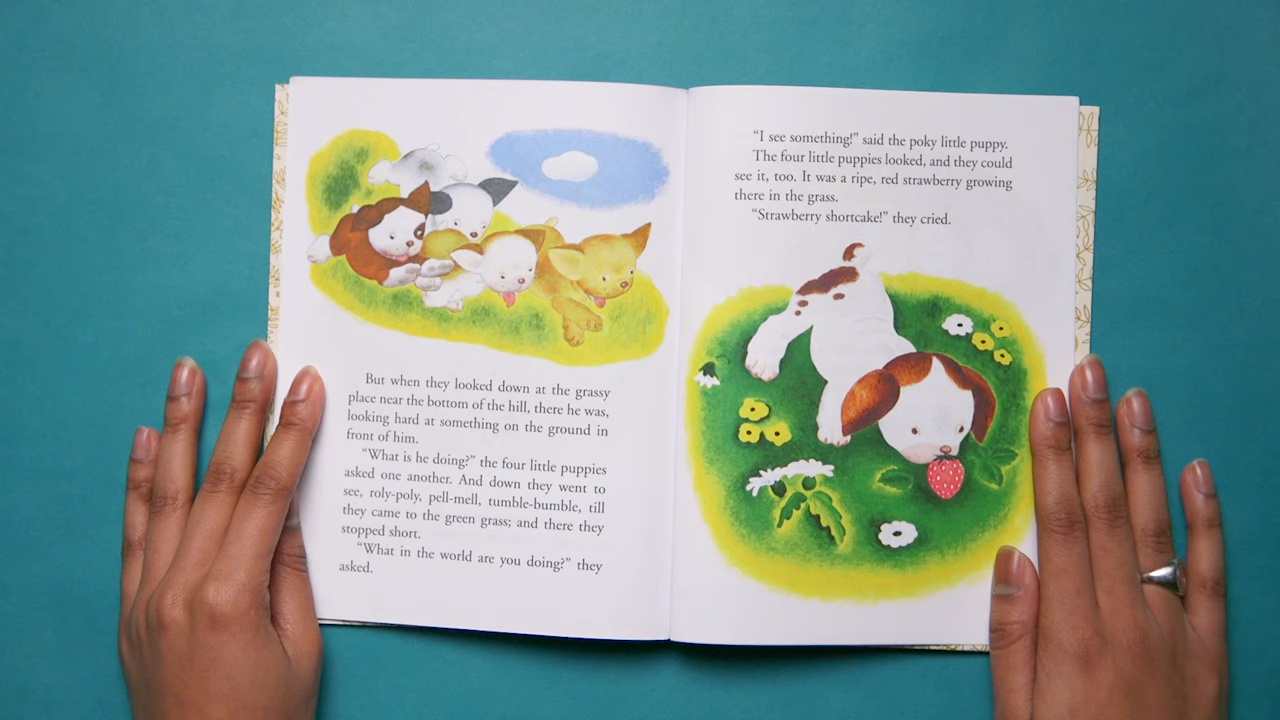 But when they looked down at the grassy
place near the bottom of the hill, there he was,
looking hard at something on the ground in
front of him.
“What is he doing?” the four little puppies
asked one another. And down they went to
see, roly-poly, pell-mell, tumble-bumble, till
they came to the green grass; and there they
stopped short.
“What in the world are you doing?” they
asked.
“I see something!” said the poky little puppy.
The four little puppies looked, and they could
see it, too. It was a ripe, red strawberry growing
there in the grass.
“Strawberry shortcake!” they cried.